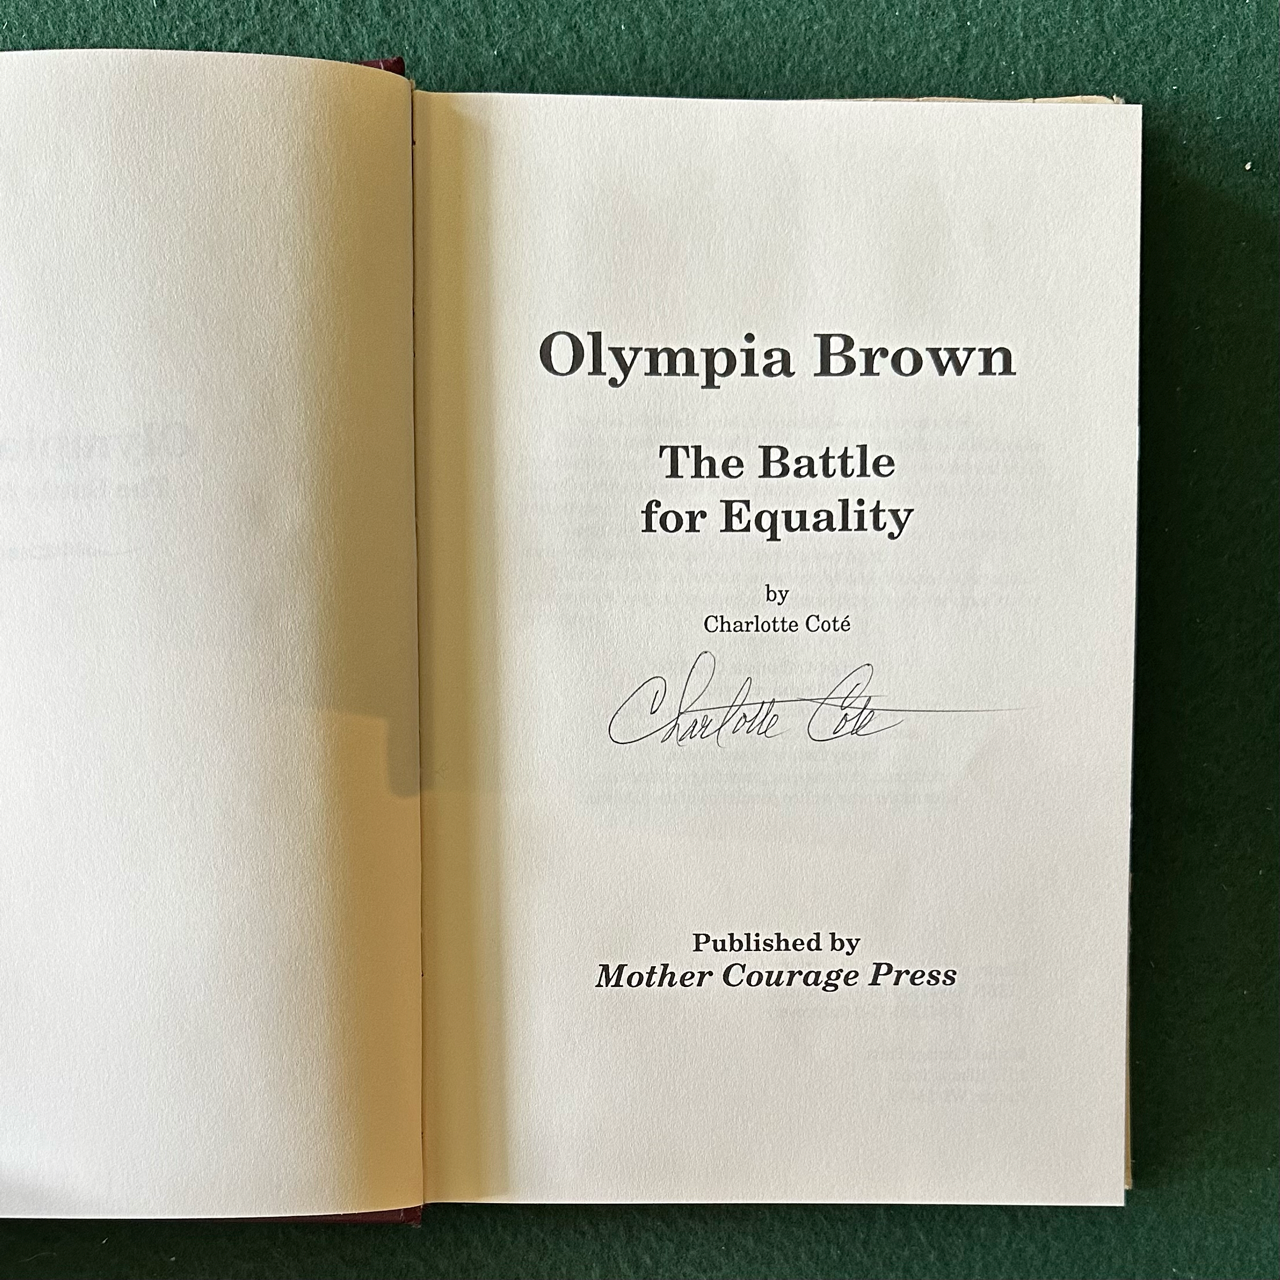 Olympia Brown
The Battle
for Equality
by
Charlotte Coté
Charlotte Coté
Published by
Mother Courage Press